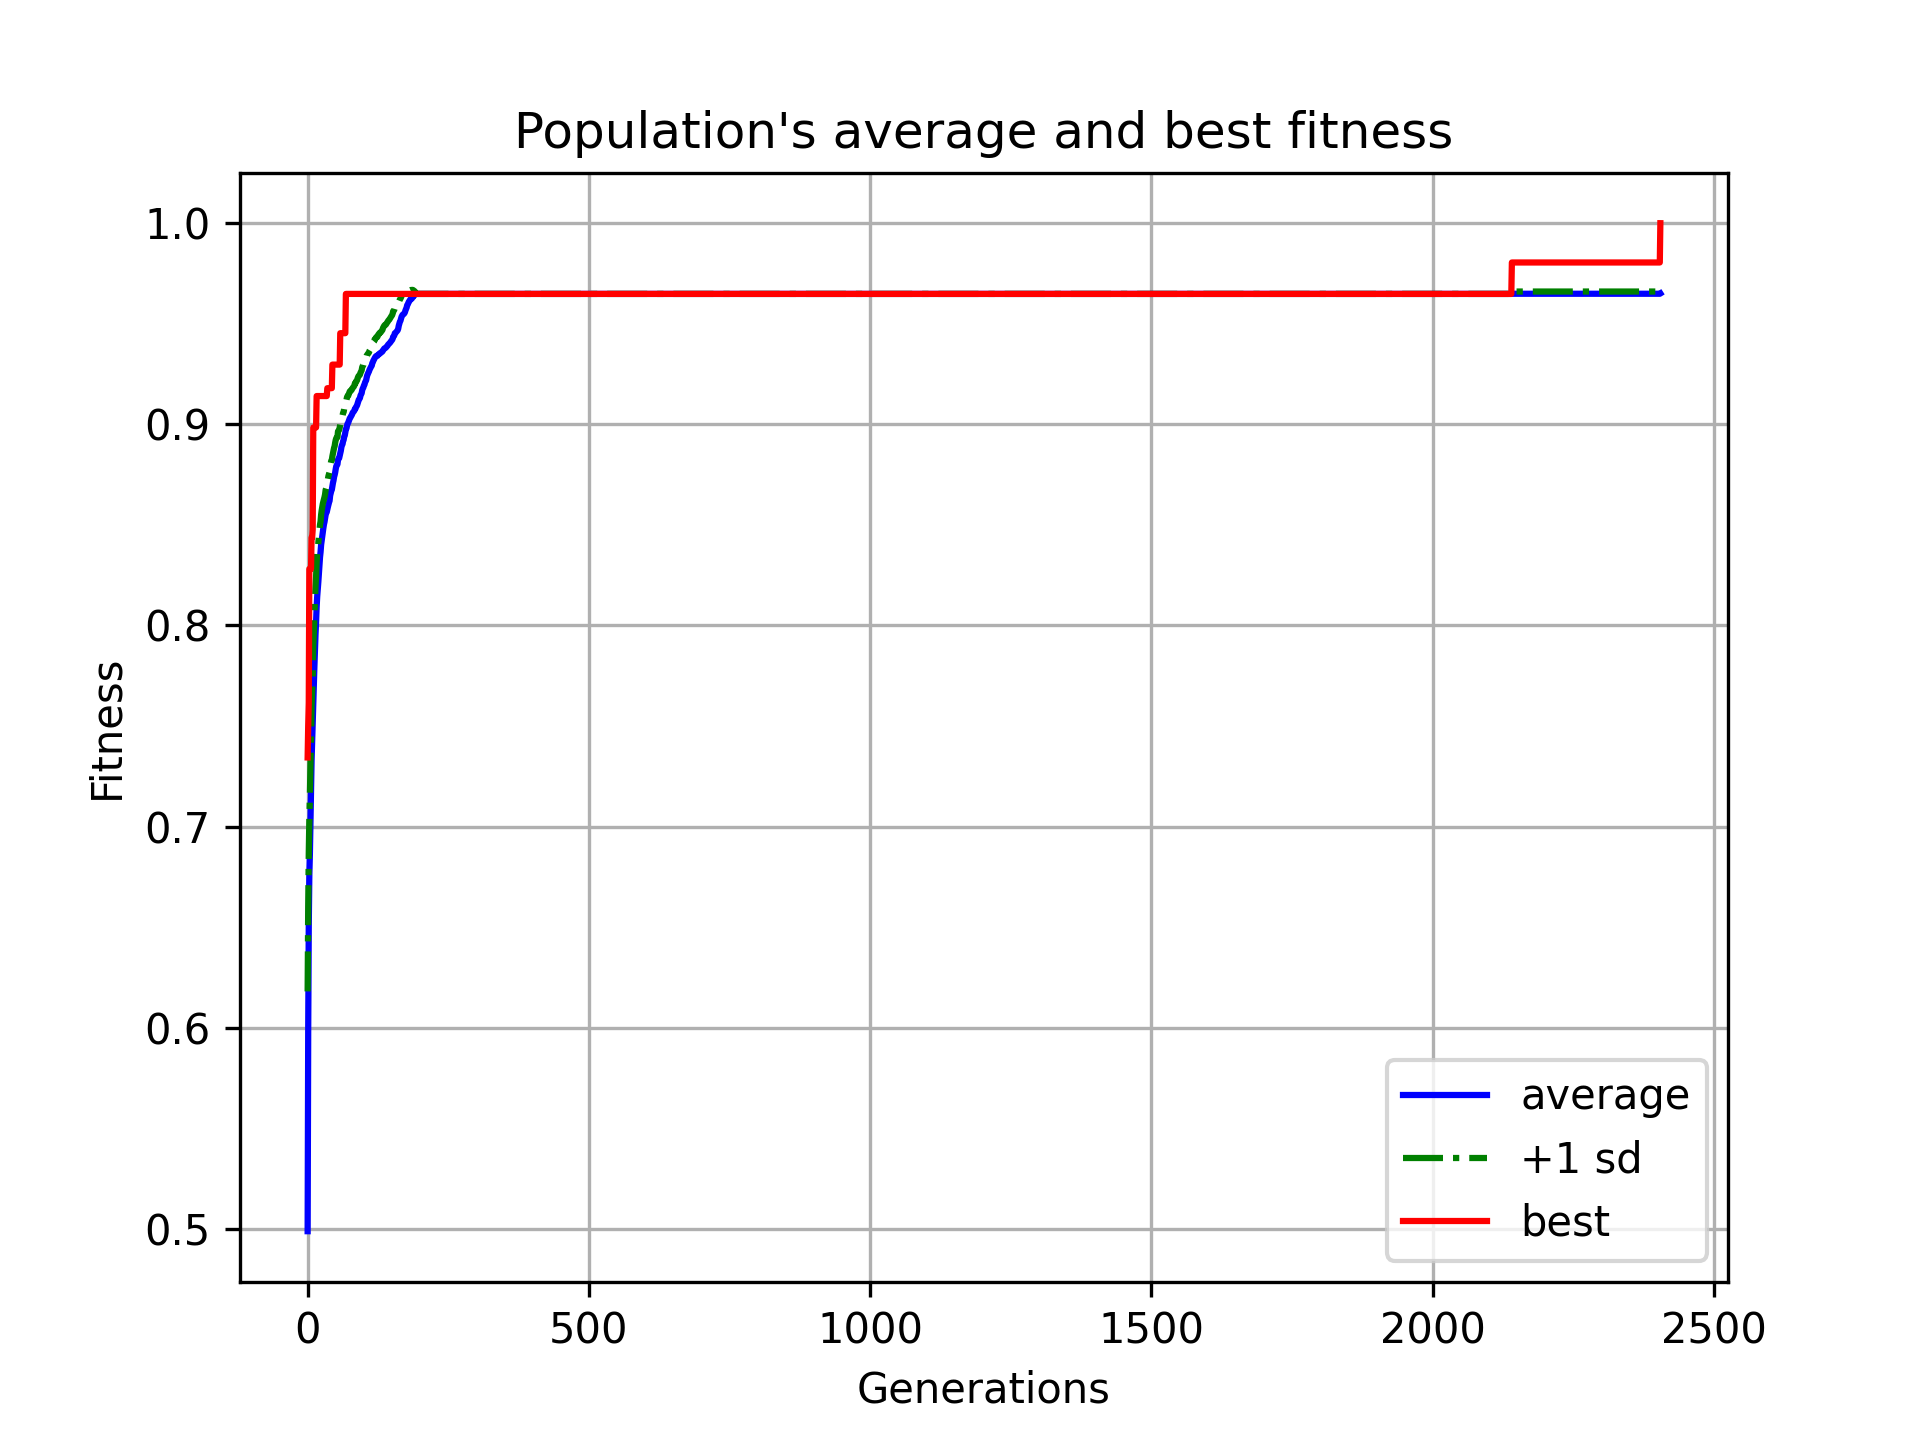 Population's average and best fitness
1.0
0.9
0.8
0.7
0.6
0.5
Fitness
average
+1 sd
best
0 500 1000 1500 2000 2500
Generations